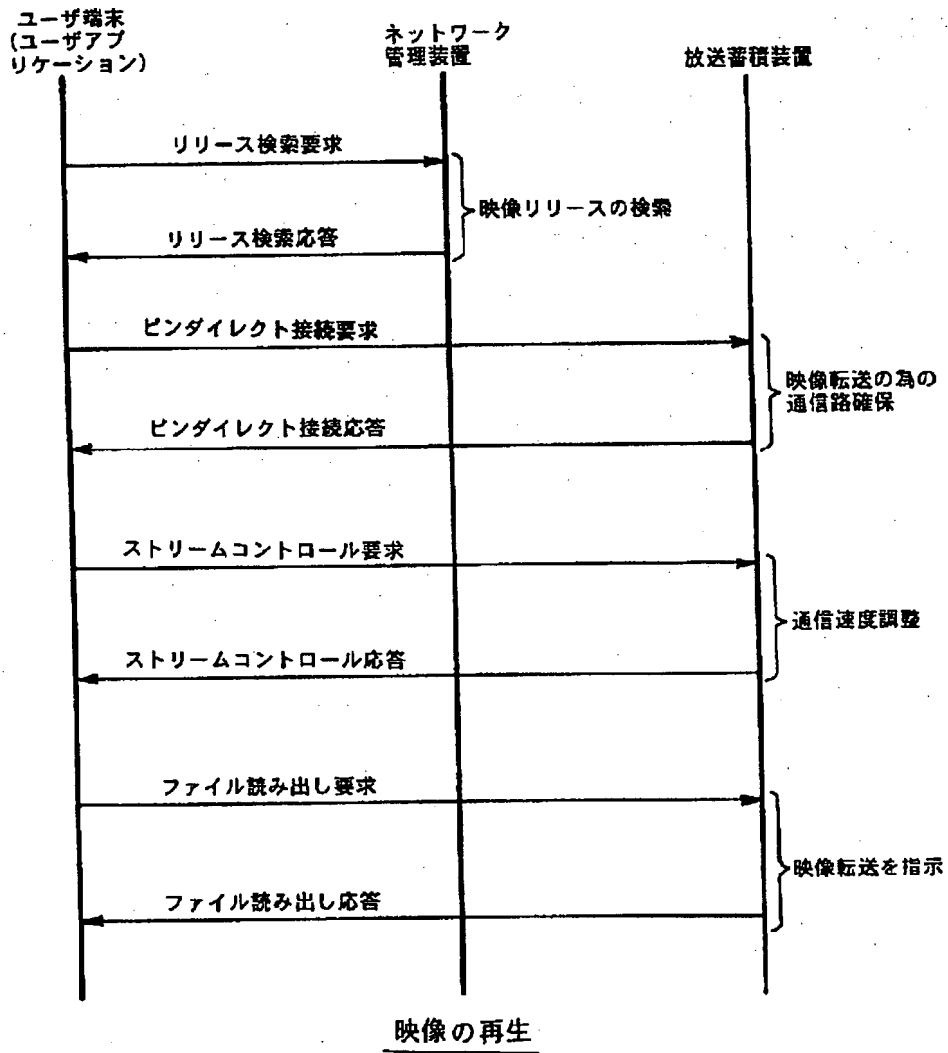 ユーザ端末
(ユーザアプ
リケーション)
ネットワーク
管理装置
放送蓄積装置
リリース検索要求
映像リリースの検索
リリース検索応答
ピンダイレクト接続要求
映像転送の為の
通信路確保
ピンダイレクト接続応答
ストリームコントロール要求
通信速度調整
ストリームコントロール応答
ファイル読み出し要求
映像転送を指示
ファイル読み出し応答
映像の再生